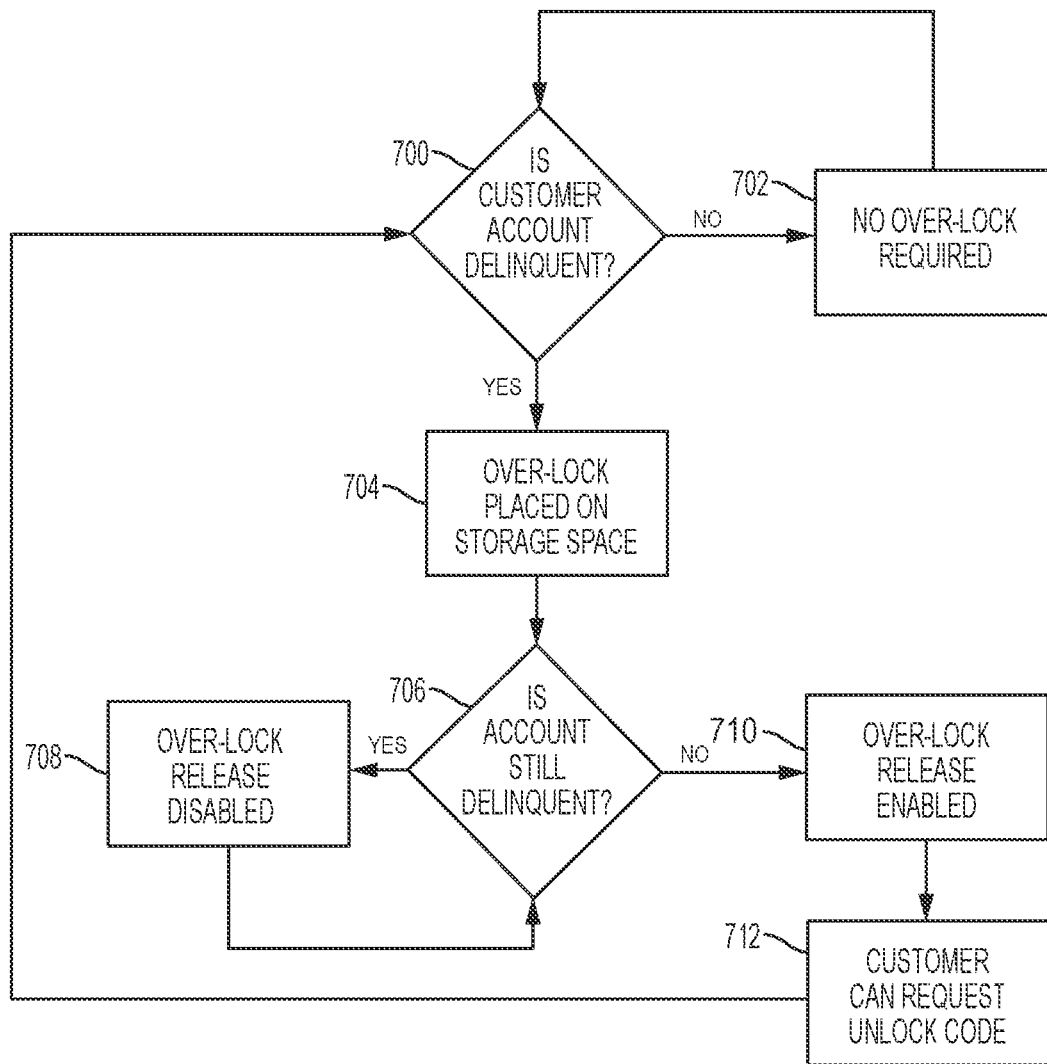 700
IS
CUSTOMER
ACCOUNT
DELINQUENT?
NO
702
NO OVER-LOCK
REQUIRED
YES
704
OVER-LOCK
PLACED ON
STORAGE SPACE
706
IS
ACCOUNT
STILL
DELINQUENT?
YES
708
OVER-LOCK
RELEASE
DISABLED
NO
710
OVER-LOCK
RELEASE
ENABLED
712
CUSTOMER
CAN REQUEST
UNLOCK CODE